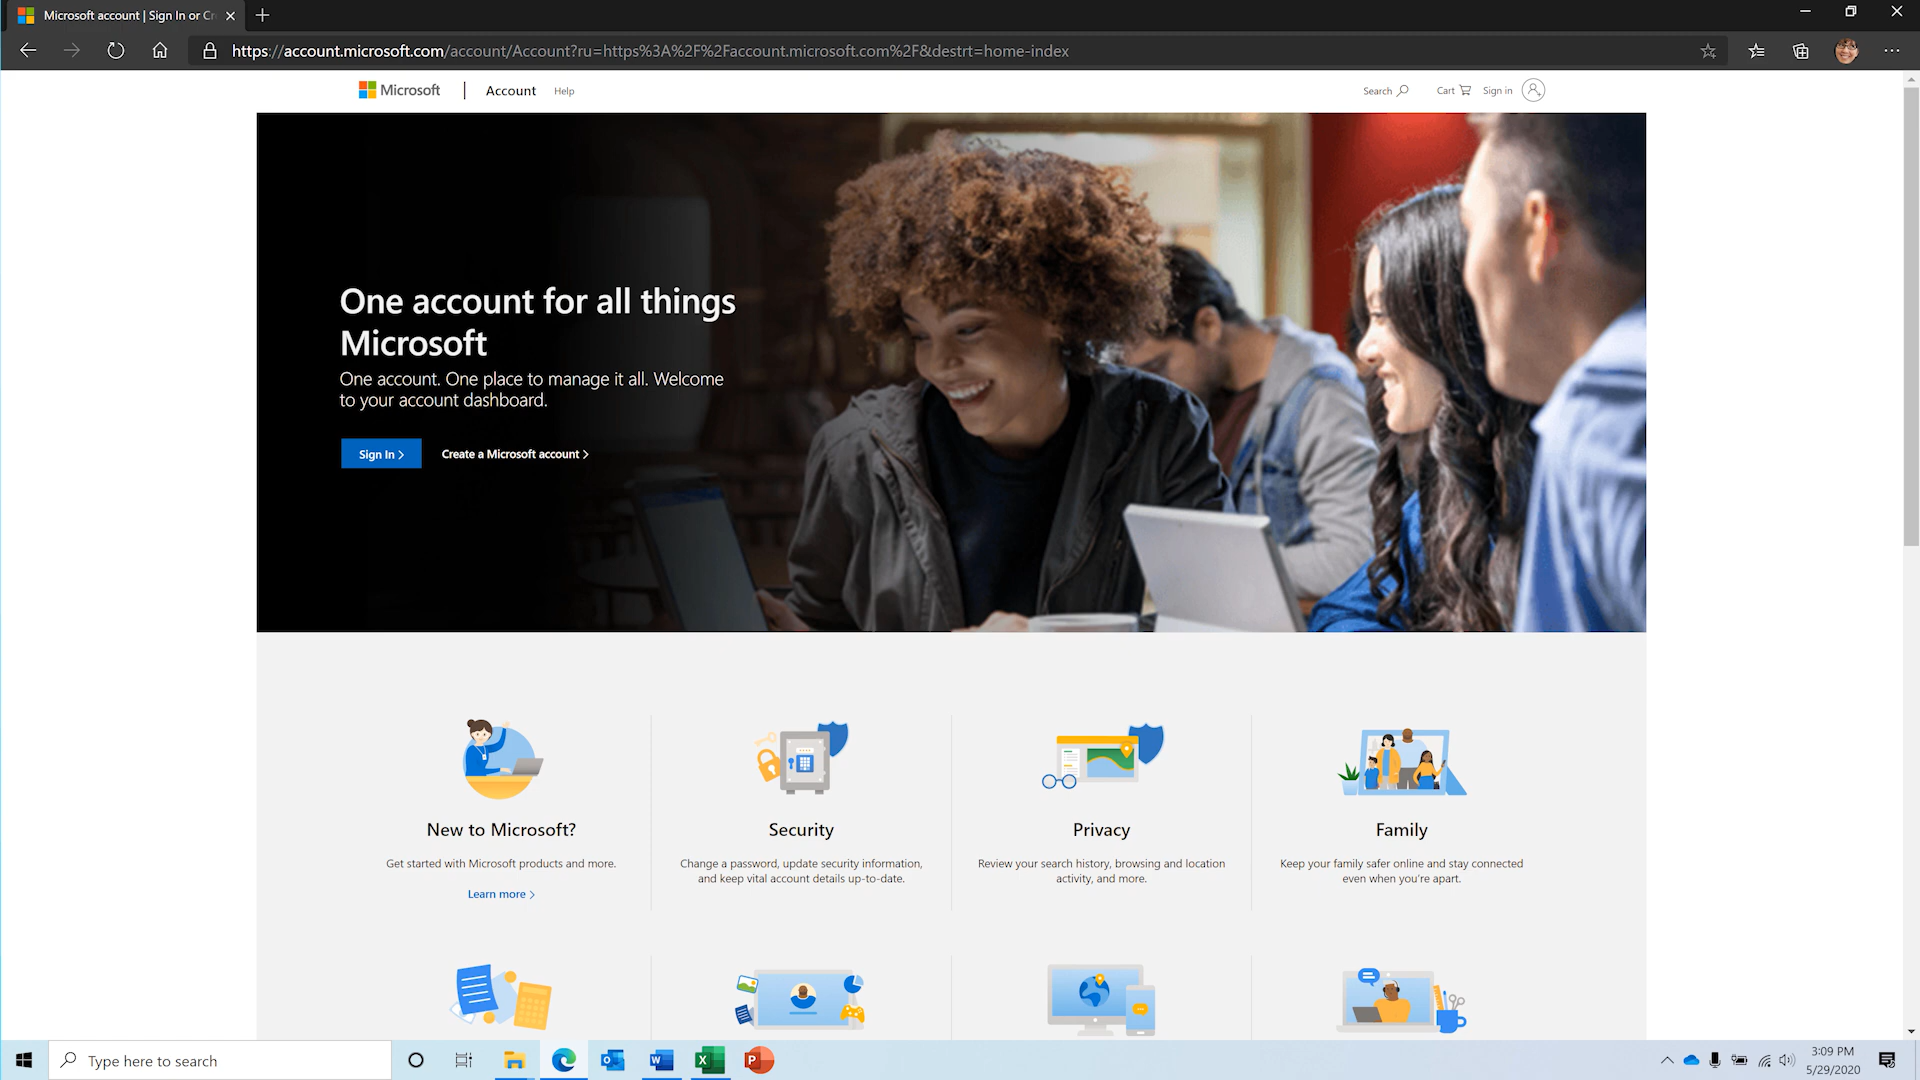 Microsoft account | Sign In or Cr
https://account.microsoft.com/account/Account?ru=https%3A%2F%2Faccount.microsoft.com%2F&destrt=home-index
Microsoft
Account
Help
Search
Cart
Sign in
One account for all things
Microsoft
One account. One place to manage it all. Welcome
to your account dashboard.
Sign In >
Create a Microsoft account >
New to Microsoft?
Get started with Microsoft products and more.
Learn more >
Security
Change a password, update security information,
and keep vital account details up-to-date.
Privacy
Review your search history, browsing and location
activity, and more.
Family
Keep your family safer online and stay connected
even when you’re apart.
Type here to search
3:09 PM
5/29/2020